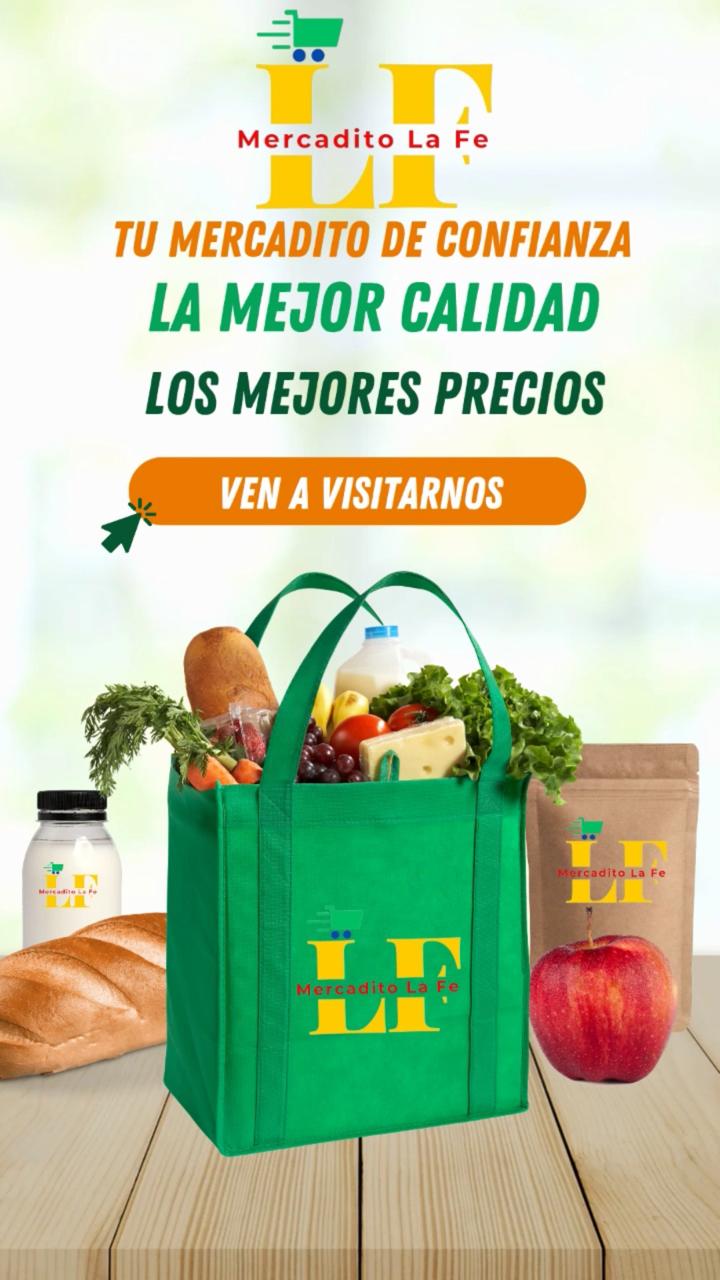 LF
Mercadito La Fe
TU MERCADITO DE CONFIANZA
LA MEJOR CALIDAD
LOS MEJORES PRECIOS
VEN A VISITARNOS
LF
Mercadito La Fe
LF
Mercadito La Fe
LF
Mercadito La Fe